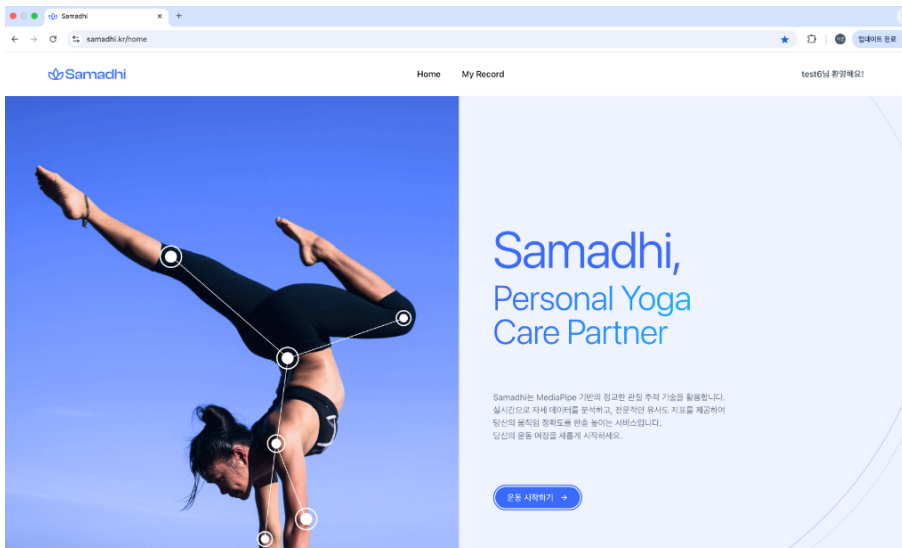 Samadhi
samadhi.kr/home
업데이트 완료
Samadhi
Home
My Record
test6님 환영해요!
Samadhi,
Personal Yoga
Care Partner
Samadhi는 MediaPipe 기반의 정교한 관절 추적 기술을 활용합니다.
실시간으로 자세 데이터를 분석하고, 전문적인 유사도 지표를 제공하여
당신의 움직임 정확도를 한층 높이는 서비스입니다.
당신의 운동 여정을 새롭게 시작하세요.
운동 시작하기 →